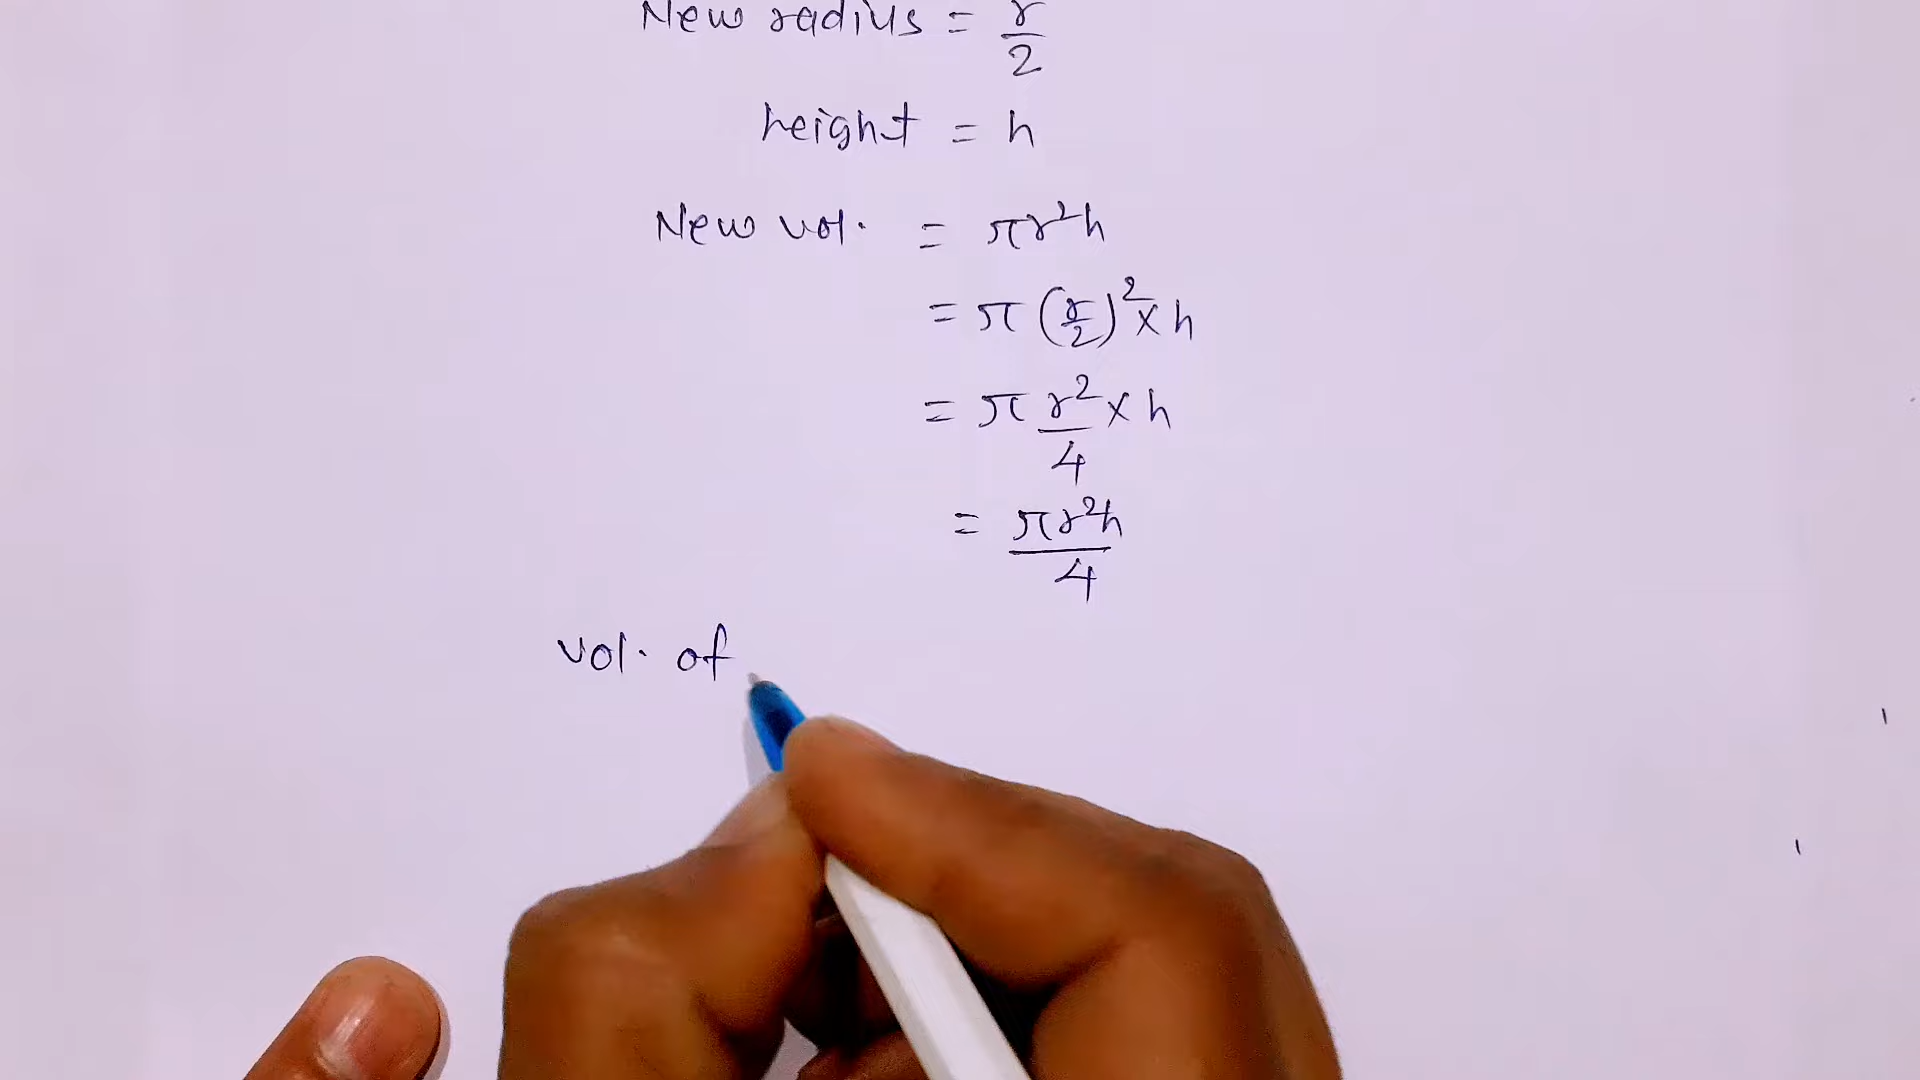 New radius = r/2
height = h
New vol. = πr²h
= π(r/2)² × h
= π r²/4 × h
= πr²h/4
vol. of